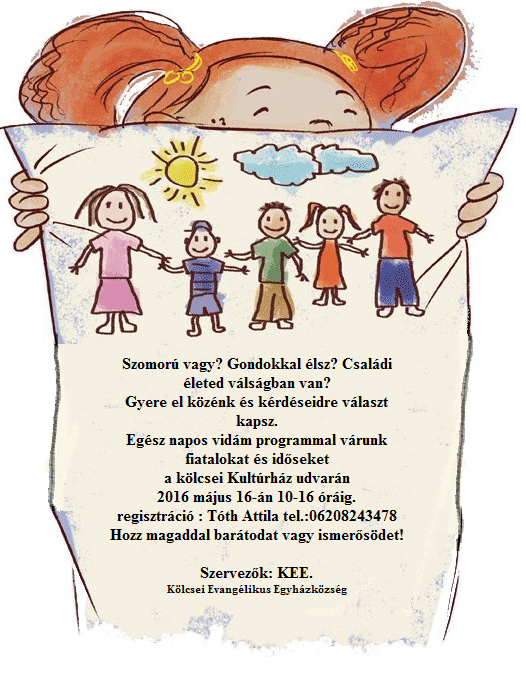 Szomorú vagy? Gondokkal élsz? Családi
életed válságban van?
Gyere el közénk és kérdéseidre választ
kapsz.
Egész napos vidám programmal várunk
fiatalokat és időseket
a kölcsei Kultúrház udvarán
2016 május 16-án 10-16 óráig.
regisztráció : Tóth Attila tel.:06208243478
Hozz magaddal barátodat vagy ismerősödet!
Szervezők: KEE.
Kölcsei Evangélikus Egyházközség